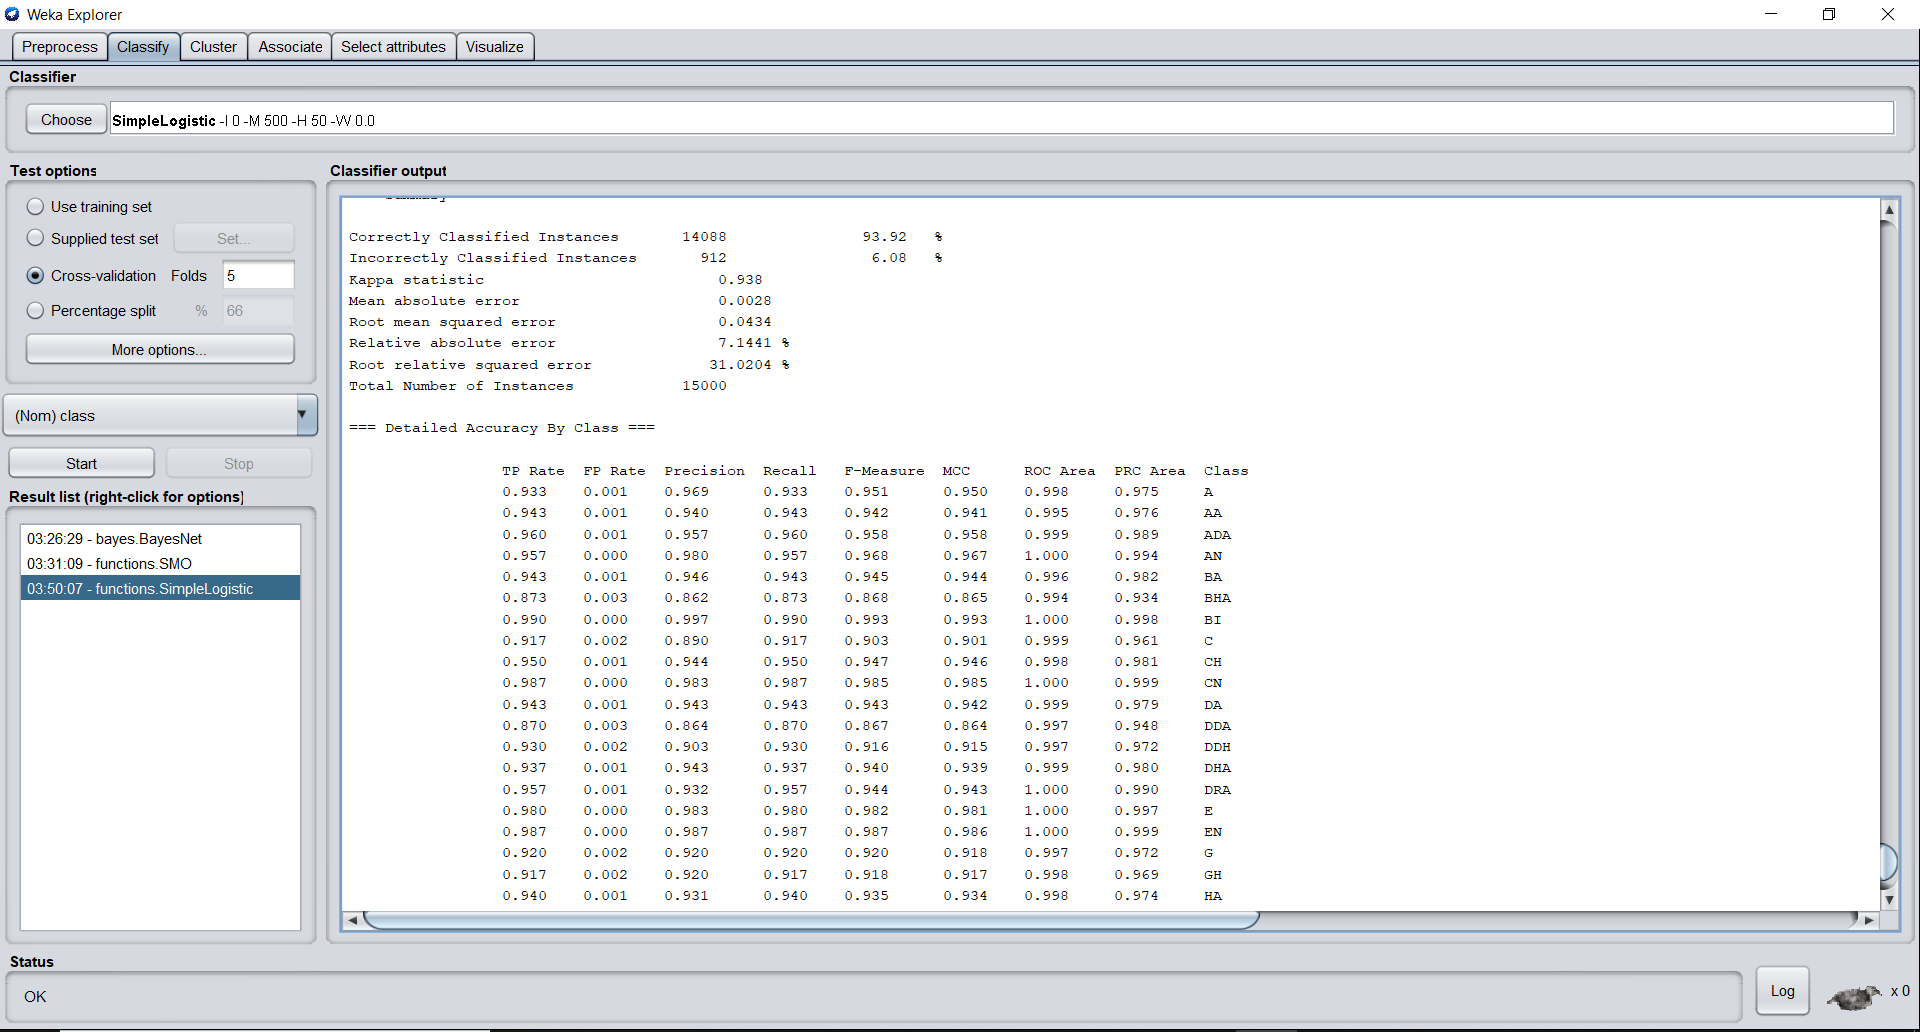 Weka Explorer
Preprocess Classify Cluster Associate Select attributes Visualize
Classifier
Choose SimpleLogistic -I 0 -M 500 -H 50 -W 0.0
Test options
Use training set
Supplied test set Set...
Cross-validation Folds 5
Percentage split % 66
More options...
(Nom) class
Start Stop
Result list (right-click for options)
03:26:29 - bayes.BayesNet
03:31:09 - functions.SMO
03:50:07 - functions.SimpleLogistic
Classifier output
Correctly Classified Instances 14088 93.92 %
Incorrectly Classified Instances 912 6.08 %
Kappa statistic 0.938
Mean absolute error 0.0028
Root mean squared error 0.0434
Relative absolute error 7.1441 %
Root relative squared error 31.0204 %
Total Number of Instances 15000
=== Detailed Accuracy By Class ===
TP Rate FP Rate Precision Recall F-Measure MCC ROC Area PRC Area Class
0.933 0.001 0.969 0.933 0.951 0.950 0.998 0.975 A
0.943 0.001 0.940 0.943 0.942 0.941 0.995 0.976 AA
0.960 0.001 0.957 0.960 0.958 0.958 0.999 0.989 ADA
0.957 0.000 0.980 0.957 0.968 0.967 1.000 0.994 AN
0.943 0.001 0.946 0.943 0.945 0.944 0.996 0.982 BA
0.873 0.003 0.862 0.873 0.868 0.865 0.994 0.934 BHA
0.990 0.000 0.997 0.990 0.993 0.993 1.000 0.998 BI
0.917 0.002 0.890 0.917 0.903 0.901 0.999 0.961 C
0.950 0.001 0.944 0.950 0.947 0.946 0.998 0.981 CH
0.987 0.000 0.983 0.987 0.985 0.985 1.000 0.999 CN
0.943 0.001 0.943 0.943 0.943 0.942 0.999 0.979 DA
0.870 0.003 0.864 0.870 0.867 0.864 0.997 0.948 DDA
0.930 0.002 0.903 0.930 0.916 0.915 0.997 0.972 DDH
0.937 0.001 0.943 0.937 0.940 0.939 0.999 0.980 DHA
0.957 0.001 0.932 0.957 0.944 0.943 1.000 0.990 DRA
0.980 0.000 0.983 0.980 0.982 0.981 1.000 0.997 E
0.987 0.000 0.987 0.987 0.987 0.986 1.000 0.999 EN
0.920 0.002 0.920 0.920 0.920 0.918 0.997 0.972 G
0.917 0.002 0.920 0.917 0.918 0.917 0.998 0.969 GH
0.940 0.001 0.931 0.940 0.935 0.934 0.998 0.974 HA
Status
OK
Log x 0